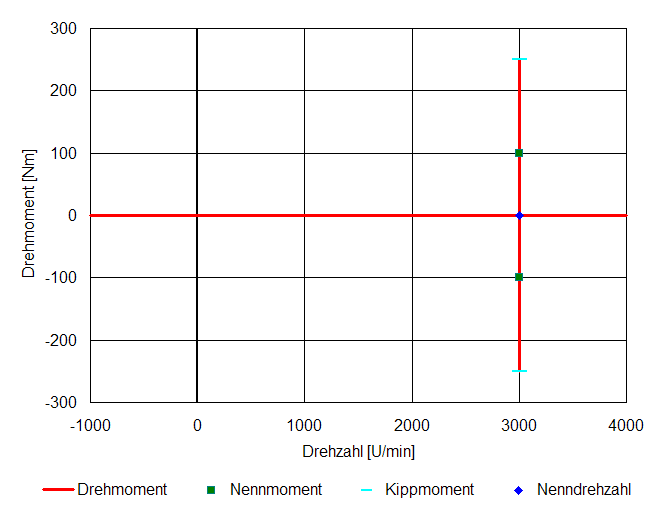 300
200
100
0
-100
-200
-300
Drehmoment [Nm]
-1000 0 1000 2000 3000 4000
Drehzahl [U/min]
Drehmoment Nennmoment Kippmoment Nenndrehzahl